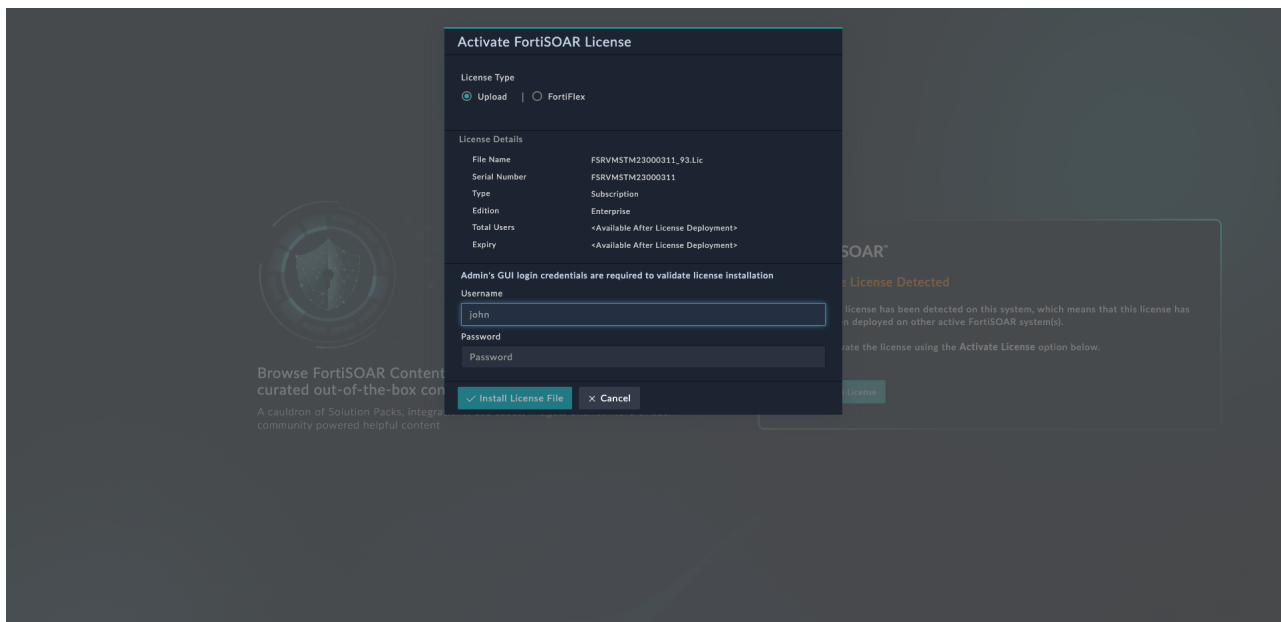 Activate FortiSOAR License
License Type
Upload | FortiFlex
License Details
File Name FSRVMSTM23000311_93.Lic
Serial Number FSRVMSTM23000311
Type Subscription
Edition Enterprise
Total Users <Available After License Deployment>
Expiry <Available After License Deployment>
Admin's GUI login credentials are required to validate license installation
Username
john
Password
Password
Install License File × Cancel
Browse FortiSOAR Content
curated out-of-the-box con
A cauldron of Solution Packs, integra
community powered helpful content
SOAR™
License Detected
license has been detected on this system, which means that this license has
n deployed on other active FortiSOAR system(s).
vate the license using the Activate License option below.
License